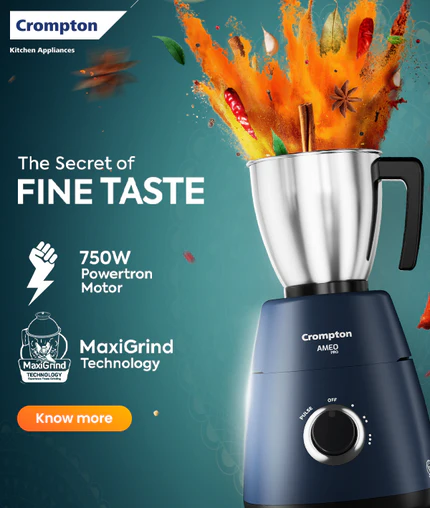 Crompton
Kitchen Appliances
The Secret of
FINE TASTE
750W
Powertron
Motor
MaxiGrind
TECHNOLOGY
MaxiGrind
Technology
Know more
Crompton
AMEO
PRO
OFF
PULSE